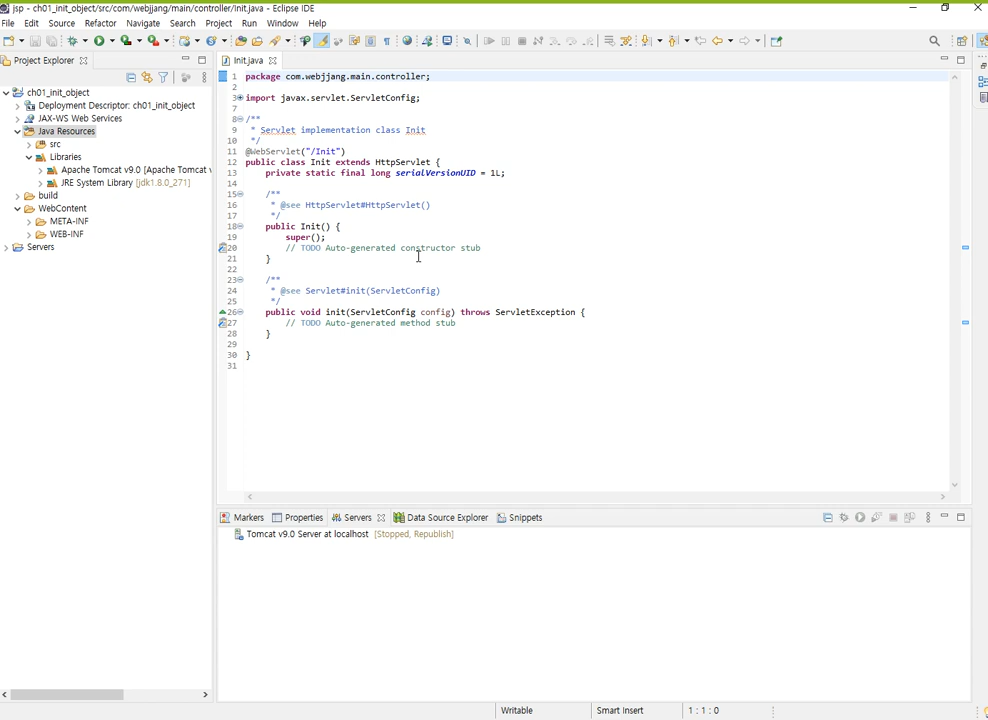 jsp - ch01_init_object/src/com/webjjang/main/controller/Init.java - Eclipse IDE
File Edit Source Refactor Navigate Search Project Run Window Help
Project Explorer
Init.java
ch01_init_object
Deployment Descriptor: ch01_init_object
JAX-WS Web Services
Java Resources
src
Libraries
Apache Tomcat v9.0 [Apache Tomcat v
JRE System Library [jdk1.8.0_271]
build
WebContent
META-INF
WEB-INF
Servers
1 package com.webjjang.main.controller;
2
3 import javax.servlet.ServletConfig;
7
8 /**
9 * Servlet implementation class Init
10 */
11 @WebServlet("/Init")
12 public class Init extends HttpServlet {
13 private static final long serialVersionUID = 1L;
14
15 /**
16 * @see HttpServlet#HttpServlet()
17 */
18 public Init() {
19 super();
20 // TODO Auto-generated constructor stub
21 }
22
23 /**
24 * @see Servlet#init(ServletConfig)
25 */
26 public void init(ServletConfig config) throws ServletException {
27 // TODO Auto-generated method stub
28 }
29
30 }
31
Markers Properties Servers Data Source Explorer Snippets
Tomcat v9.0 Server at localhost [Stopped, Republish]
Writable Smart Insert 1 : 1 : 0